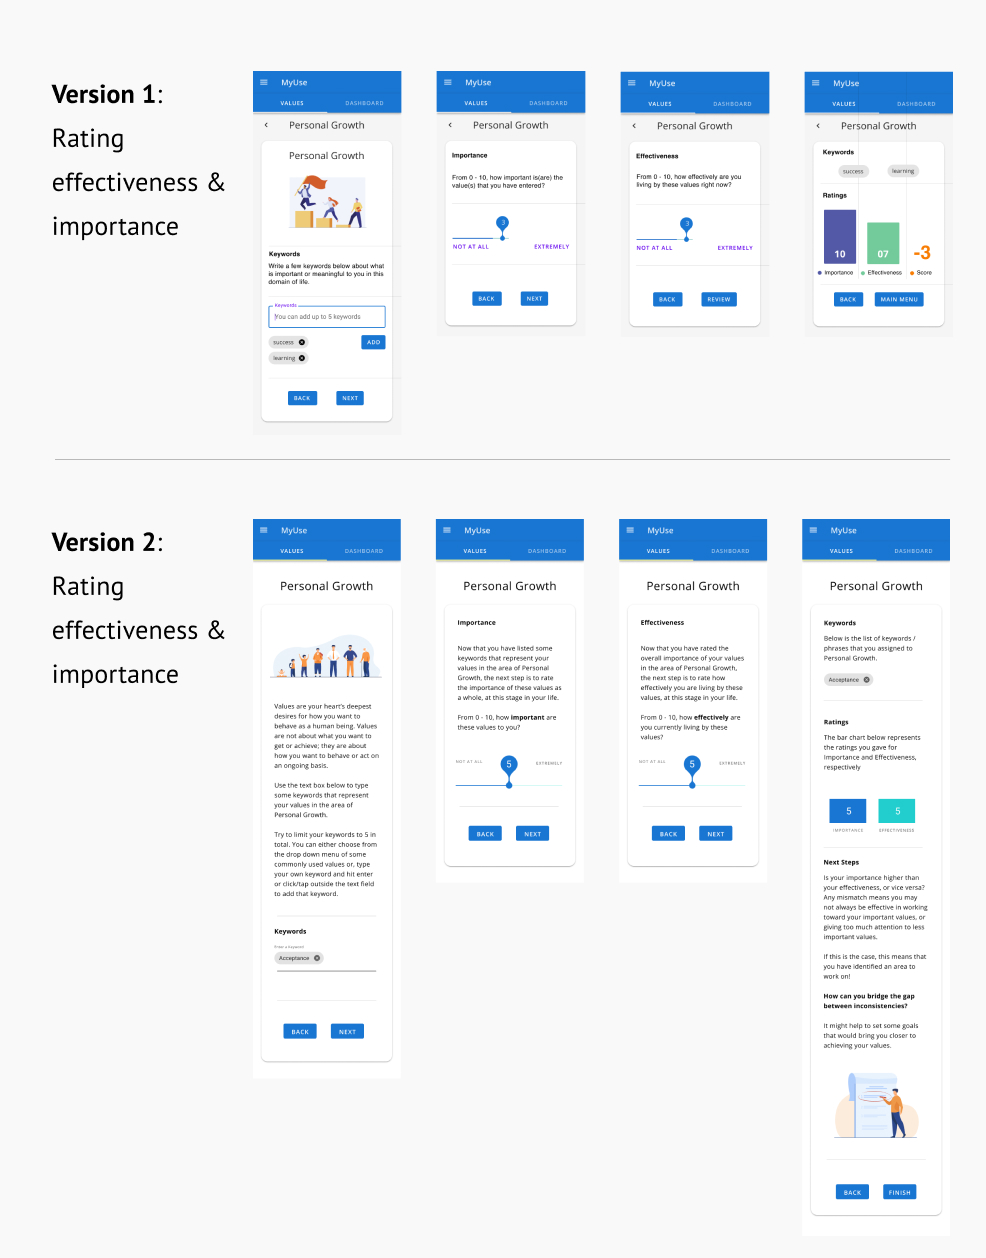 Version 1:
Rating
effectiveness &
importance
MyUse
VALUES DASHBOARD
Personal Growth
Personal Growth
Keywords
Write a few keywords below about what
is important or meaningful to you in this
domain of life.
Keywords
You can add up to 5 keywords
success
ADD
learning
BACK NEXT
MyUse
VALUES DASHBOARD
Personal Growth
Importance
From 0 - 10, how important is(are) the
value(s) that you have entered?
3
NOT AT ALL EXTREMELY
BACK NEXT
MyUse
VALUES DASHBOARD
Personal Growth
Effectiveness
From 0 - 10, how effectively are you
living by these values right now?
3
NOT AT ALL EXTREMELY
BACK REVIEW
MyUse
VALUES DASHBOARD
Personal Growth
Keywords
success learning
Ratings
10 07 -3
Importance Effectiveness Score
BACK MAIN MENU
Version 2:
Rating
effectiveness &
importance
MyUse
VALUES DASHBOARD
Personal Growth
Values are your heart's deepest
desires for how you want to
behave as a human being. Values
are not about what you want to
get or achieve; they are about
how you want to behave or act on
an ongoing basis.
Use the text box below to type
some keywords that represent
your values in the area of
Personal Growth.
Try to limit your keywords to 5 in
total. You can either choose from
the drop down menu of some
commonly used values or, type
your own keyword and hit enter
or click/tap outside the text field
to add that keyword.
Keywords
Enter a keyword
Acceptance
BACK NEXT
MyUse
VALUES DASHBOARD
Personal Growth
Importance
Now that you have listed some
keywords that represent your
values in the area of Personal
Growth, the next step is to rate
the importance of these values as
a whole, at this stage in your life.
From 0 - 10, how important are
these values to you?
NOT AT ALL 5 EXTREMELY
BACK NEXT
MyUse
VALUES DASHBOARD
Personal Growth
Effectiveness
Now that you have rated the
overall importance of your values
in the area of Personal Growth,
the next step is to rate how
effectively you are living by these
values, at this stage in your life.
From 0 - 10, how effectively are
you currently living by these
values?
NOT AT ALL 5 EXTREMELY
BACK NEXT
MyUse
VALUES DASHBOARD
Personal Growth
Keywords
Below is the list of keywords /
phrases that you assigned to
Personal Growth.
Acceptance
Ratings
The bar chart below represents
the ratings you gave for
Importance and Effectiveness,
respectively
5 5
IMPORTANCE EFFECTIVENESS
Next Steps
Is your importance higher than
your effectiveness, or vice versa?
Any mismatch means you may
not always be effective in working
toward your important values, or
giving too much attention to less
important values.
If this is the case, this means that
you have identified an area to
work on!
How can you bridge the gap
between inconsistencies?
It might help to set some goals
that would bring you closer to
achieving your values.
BACK FINISH